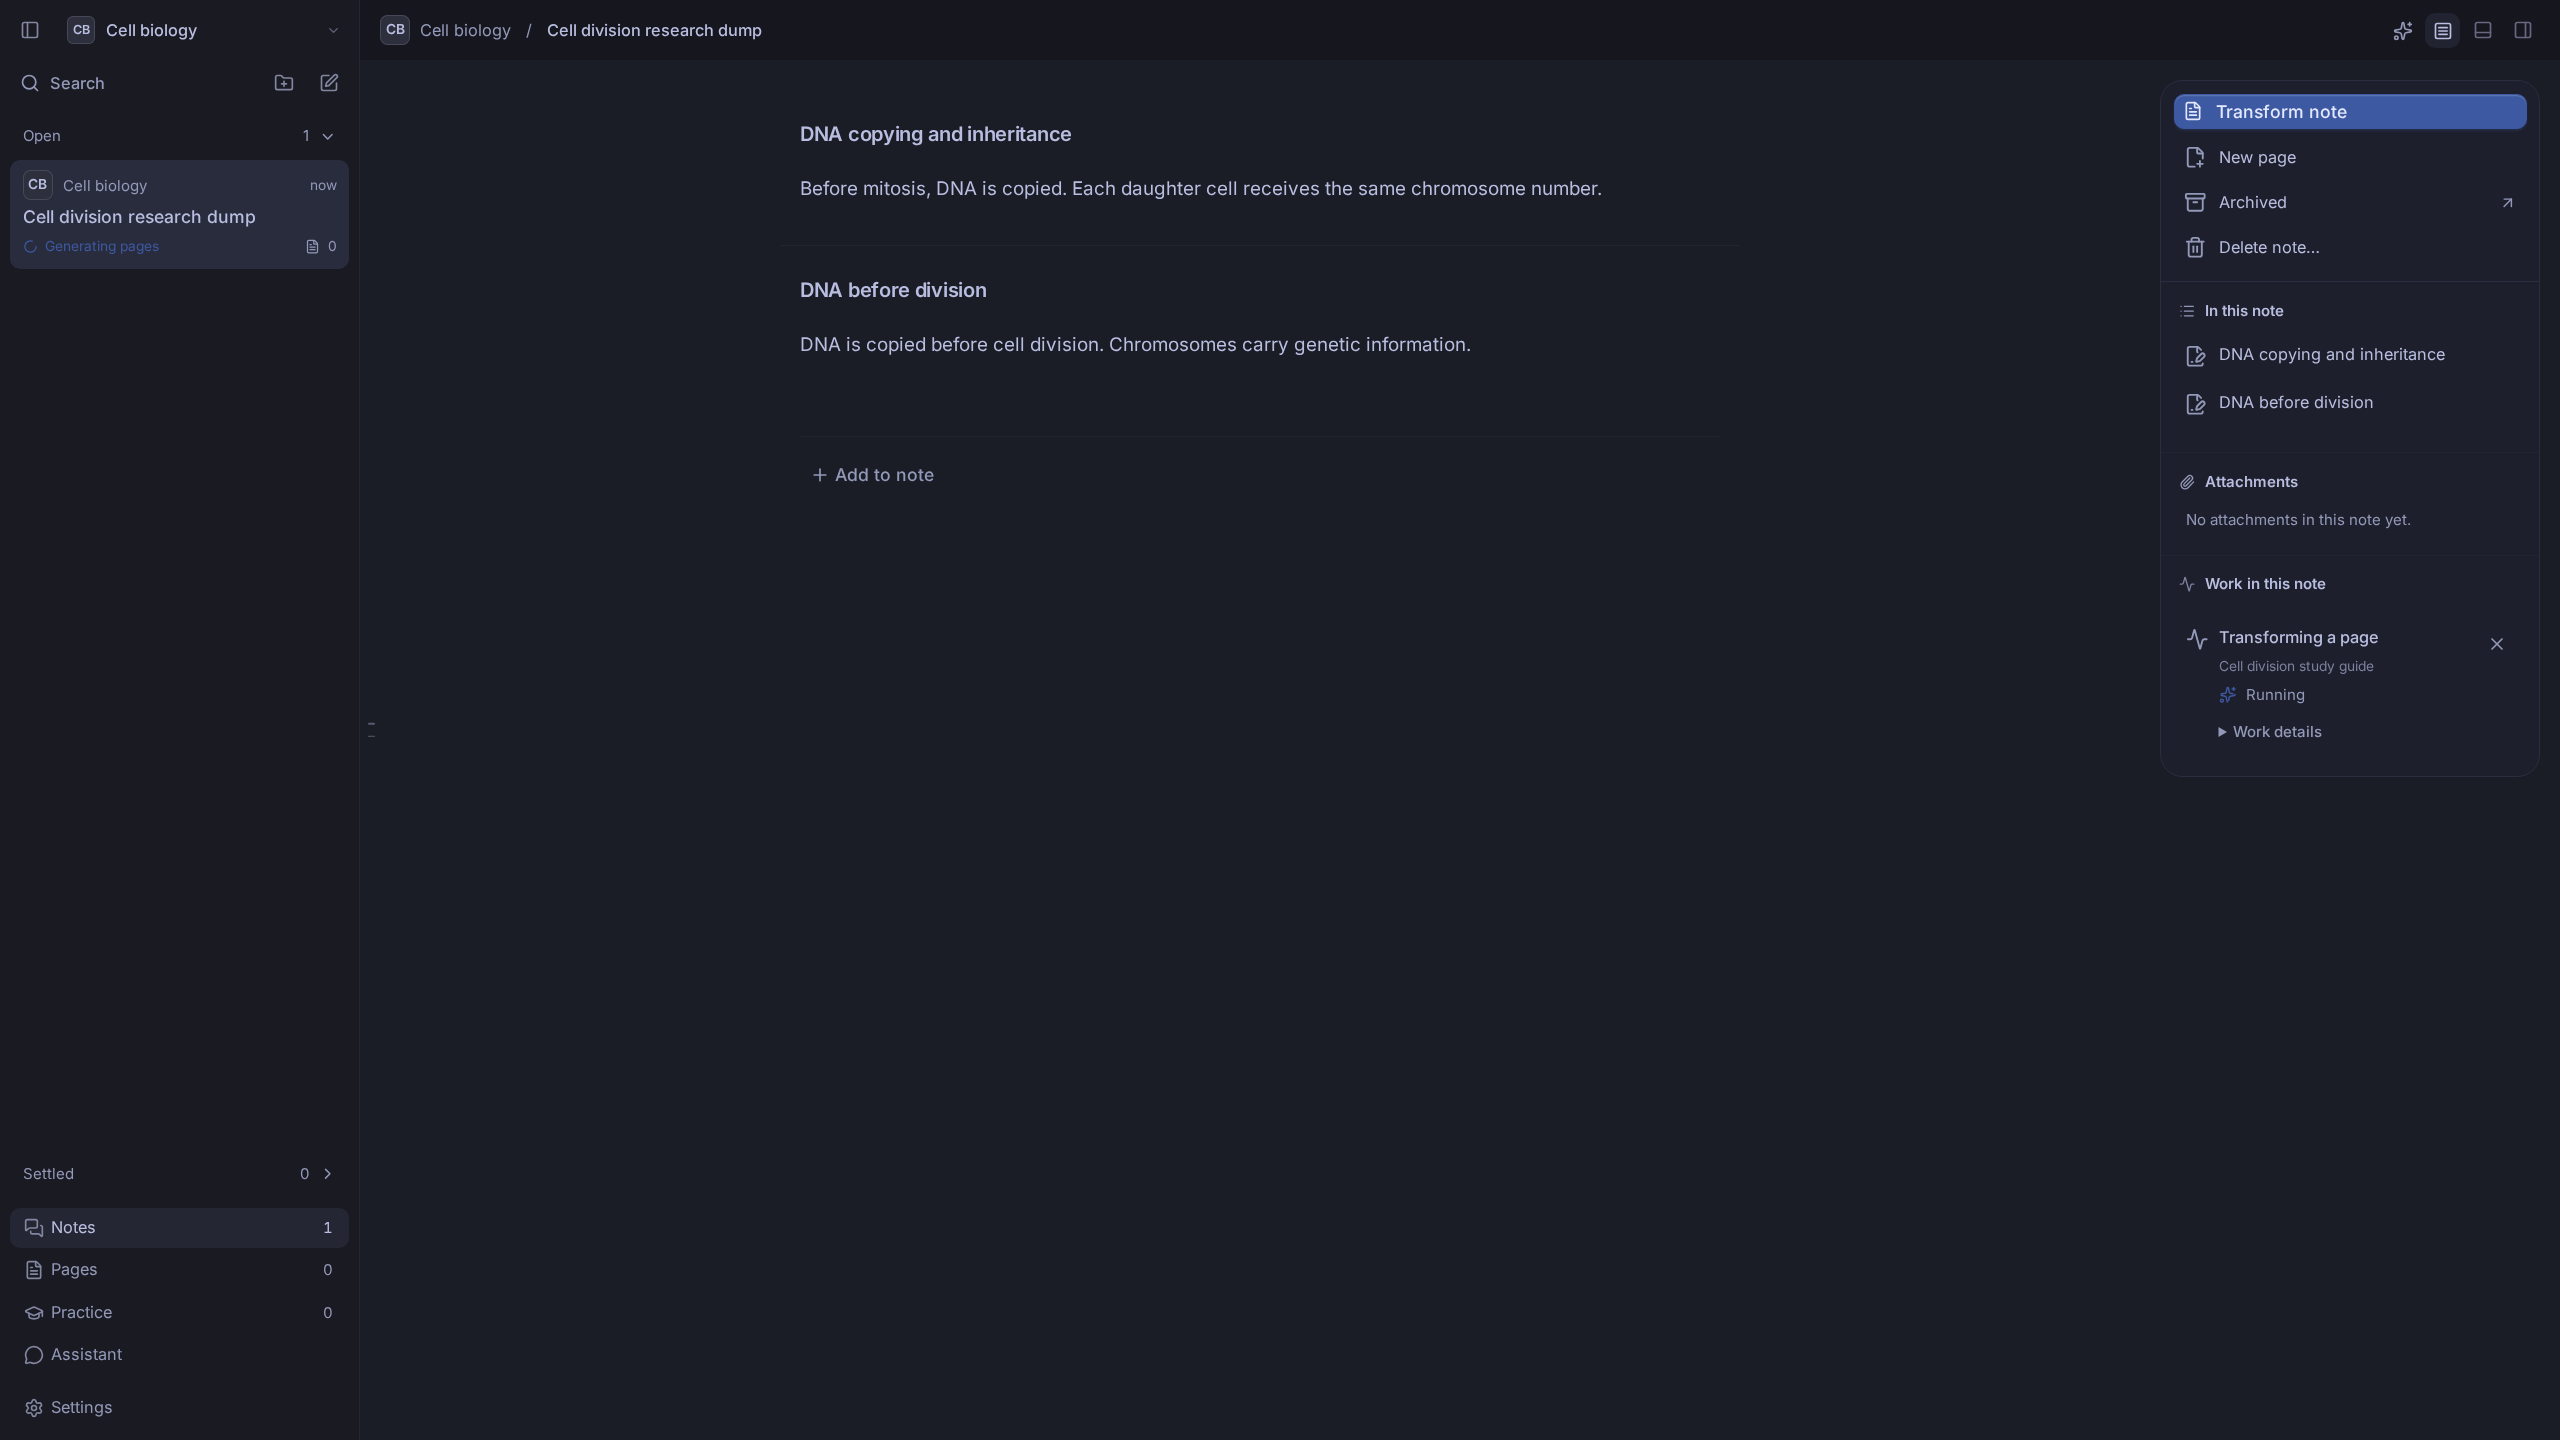 CB Cell biology
Search
Open 1
CB Cell biology now
Cell division research dump
Generating pages 0
Settled 0
Notes 1
Pages 0
Practice 0
Assistant
Settings
CB Cell biology / Cell division research dump
DNA copying and inheritance
Before mitosis, DNA is copied. Each daughter cell receives the same chromosome number.
DNA before division
DNA is copied before cell division. Chromosomes carry genetic information.
Add to note
Transform note
New page
Archived
Delete note...
In this note
DNA copying and inheritance
DNA before division
Attachments
No attachments in this note yet.
Work in this note
Transforming a page
Cell division study guide
Running
Work details